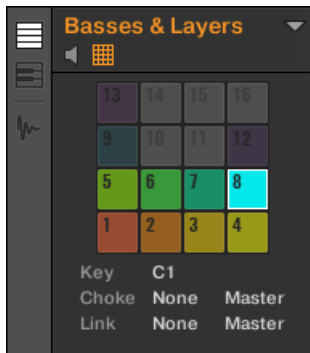 Basses & Layers
13 14 15 16
9 10 11 12
5 6 7 8
1 2 3 4
Key C1
Choke None Master
Link None Master